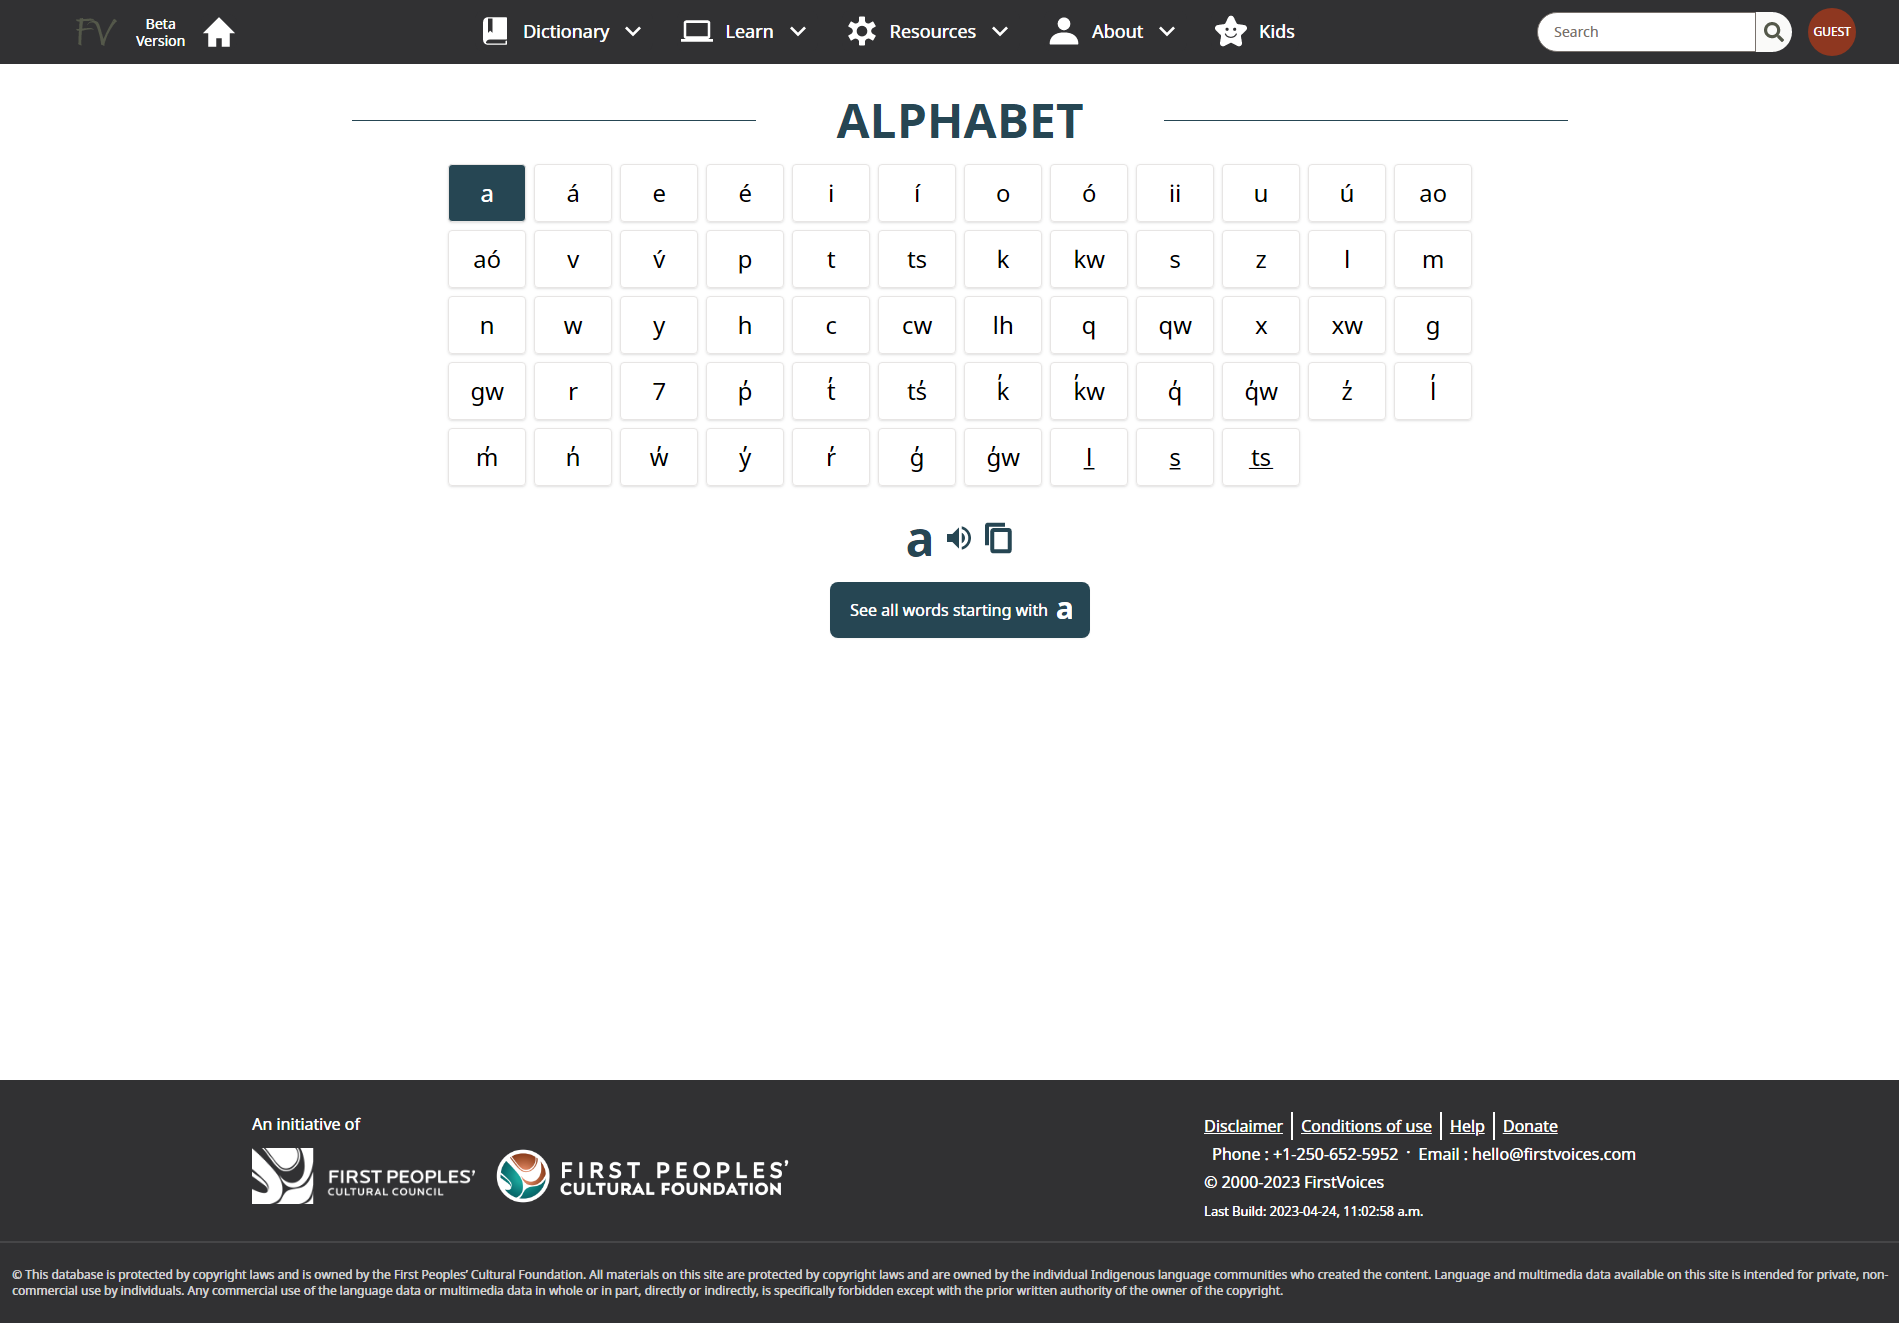 FV
Beta
Version
Dictionary
Learn
Resources
About
Kids
Search
GUEST
ALPHABET
a á e é i í o ó ii u ú ao
aó v v́ p t ts k kw s z l m
n w y h c cw lh q qw x xw g
gw r 7 p̓ t̓ ts̓ k̓ k̓w q̓ q̓w z̓ l̓
m̓ n̓ w̓ y̓ r̓ g̓ g̓w l̲ s̲ t̲s̲
a
See all words starting with a
An initiative of
FIRST PEOPLES’
CULTURAL COUNCIL
FIRST PEOPLES’
CULTURAL FOUNDATION
Disclaimer | Conditions of use | Help | Donate
Phone : +1-250-652-5952 · Email : hello@firstvoices.com
© 2000-2023 FirstVoices
Last Build: 2023-04-24, 11:02:58 a.m.
© This database is protected by copyright laws and is owned by the First Peoples’ Cultural Foundation. All materials on this site are protected by copyright laws and are owned by the individual Indigenous language communities who created the content. Language and multimedia data available on this site is intended for private, non-
commercial use by individuals. Any commercial use of the language data or multimedia data in whole or in part, directly or indirectly, is specifically forbidden except with the prior written authority of the owner of the copyright.